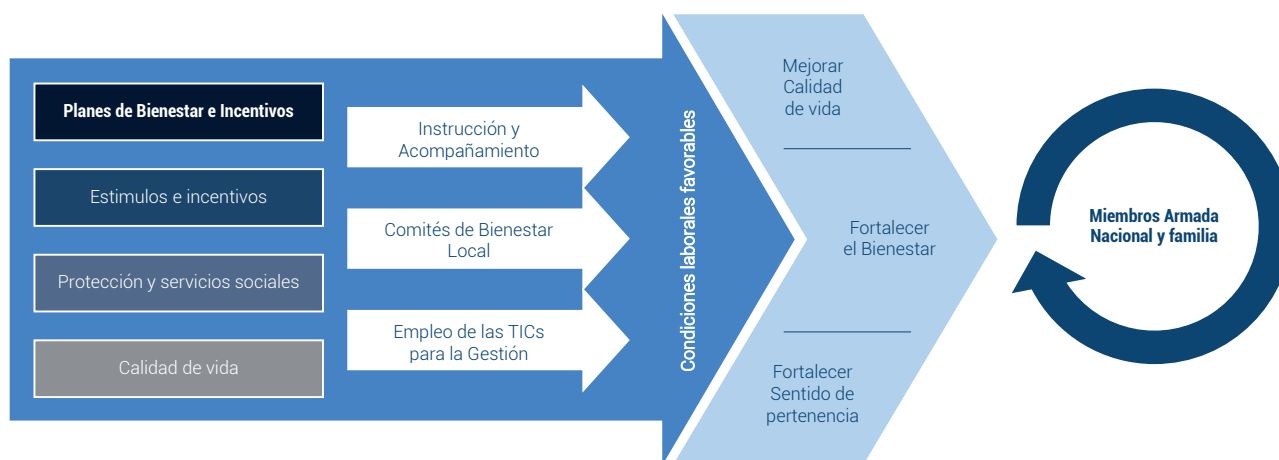 Planes de Bienestar e Incentivos
Estimulos e incentivos
Protección y servicios sociales
Calidad de vida
Instrucción y
Acompañamiento
Comités de Bienestar
Local
Empleo de las TICs
para la Gestión
Condiciones laborales favorables
Mejorar
Calidad
de vida
Fortalecer
el Bienestar
Fortalecer
Sentido de
pertenencia
Miembros Armada
Nacional y familia